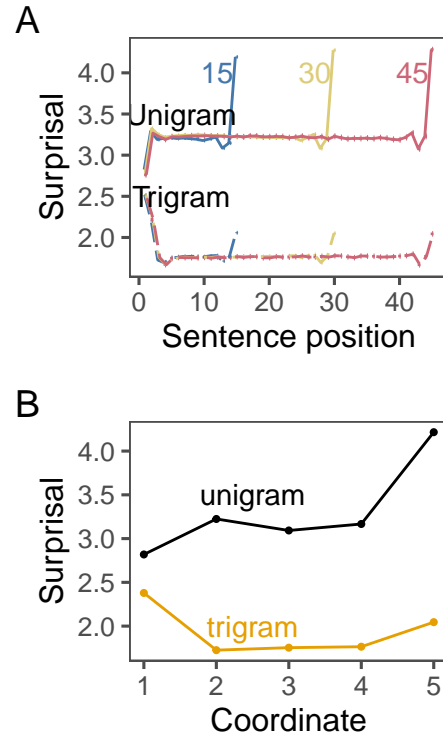 A
Surprisal
4.0
3.5
3.0
2.5
2.0
15 30 45
Unigram
Trigram
0 10 20 30 40
Sentence position
B
Surprisal
4.0
3.5
3.0
2.5
2.0
unigram
trigram
1 2 3 4 5
Coordinate